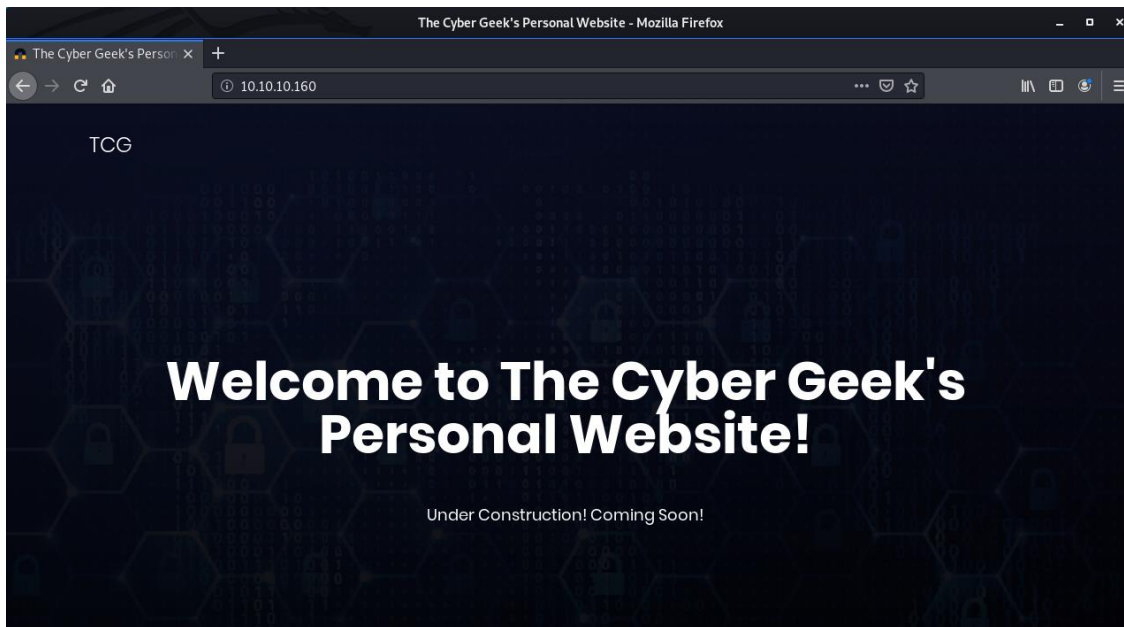 The Cyber Geek's Personal Website - Mozilla Firefox
The Cyber Geek's Person
10.10.10.160
TCG
Welcome to The Cyber Geek's
Personal Website!
Under Construction! Coming Soon!